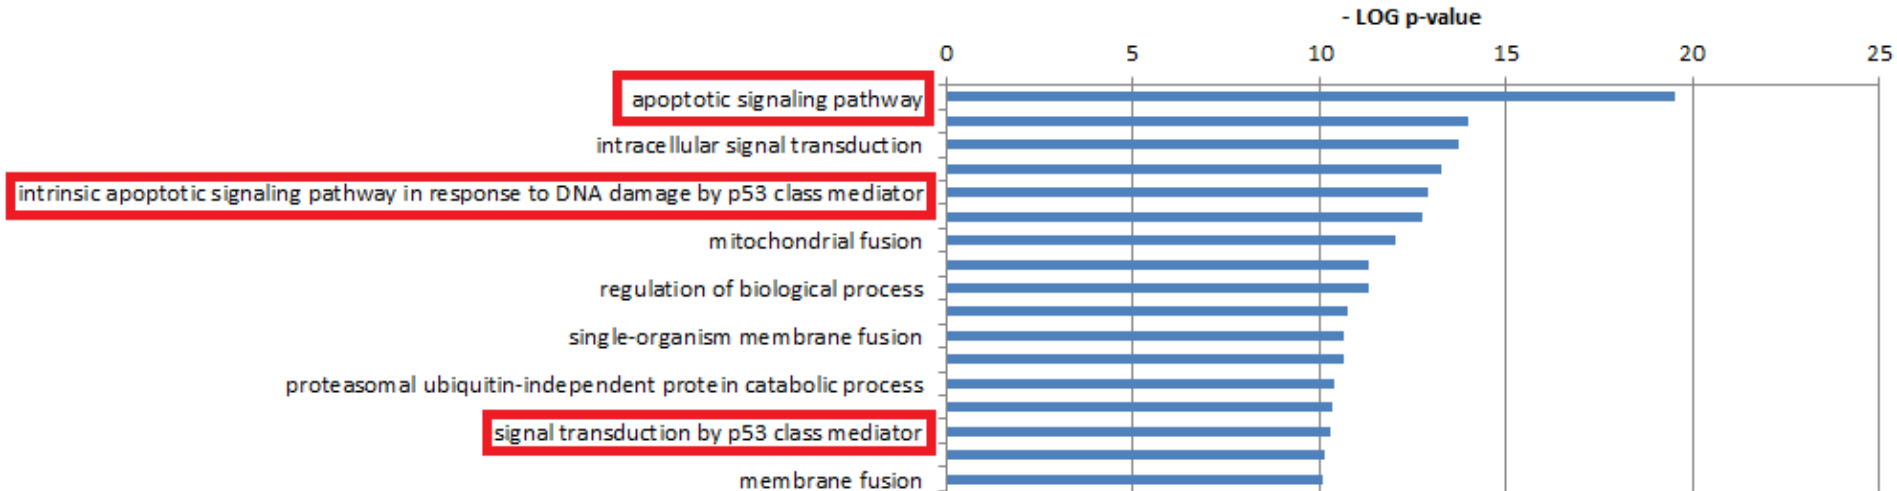 - LOG p-value
0 5 10 15 20 25
apoptotic signaling pathway
intracellular signal transduction
intrinsic apoptotic signaling pathway in response to DNA damage by p53 class mediator
mitochondrial fusion
regulation of biological process
single-organism membrane fusion
proteasomal ubiquitin-independent protein catabolic process
signal transduction by p53 class mediator
membrane fusion